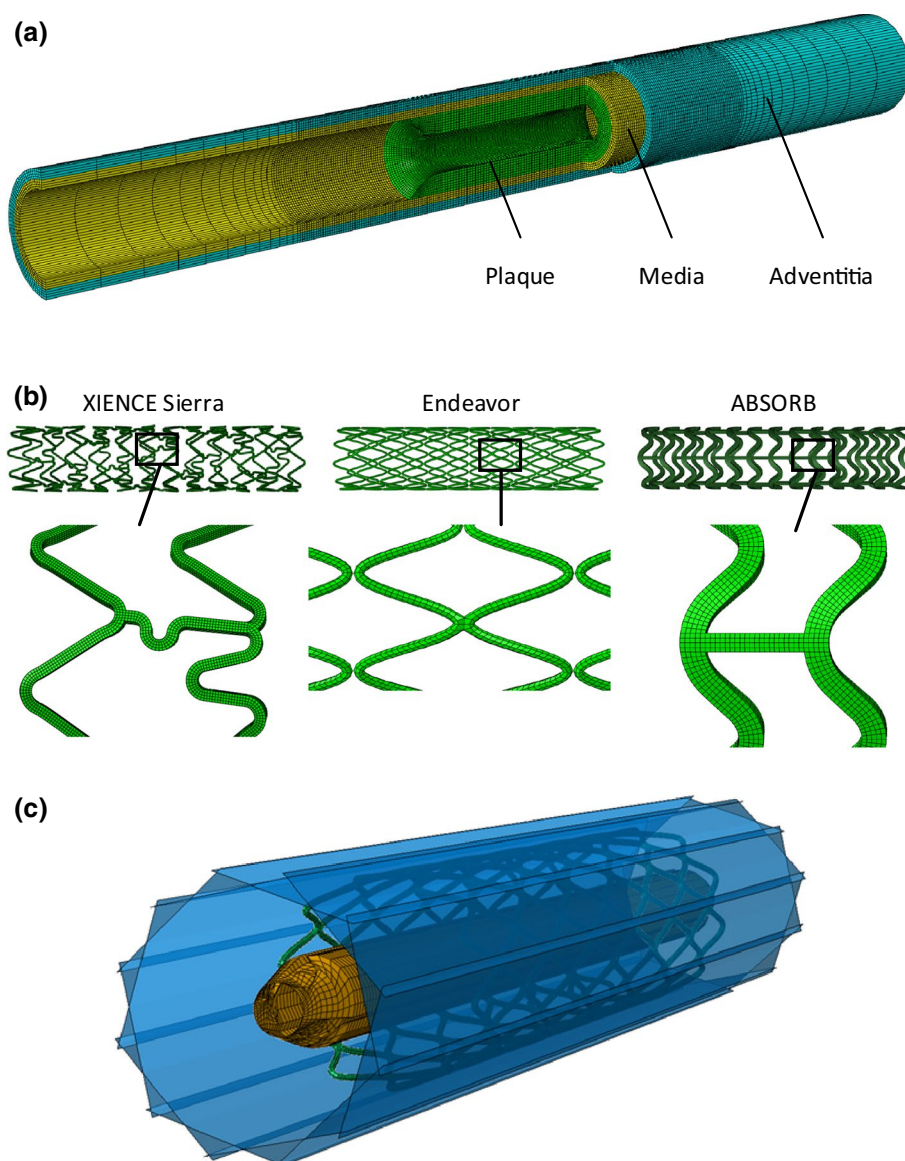 (a)
Plaque
Media
Adventitia
(b)
XIENCE Sierra
Endeavor
ABSORB
(c)